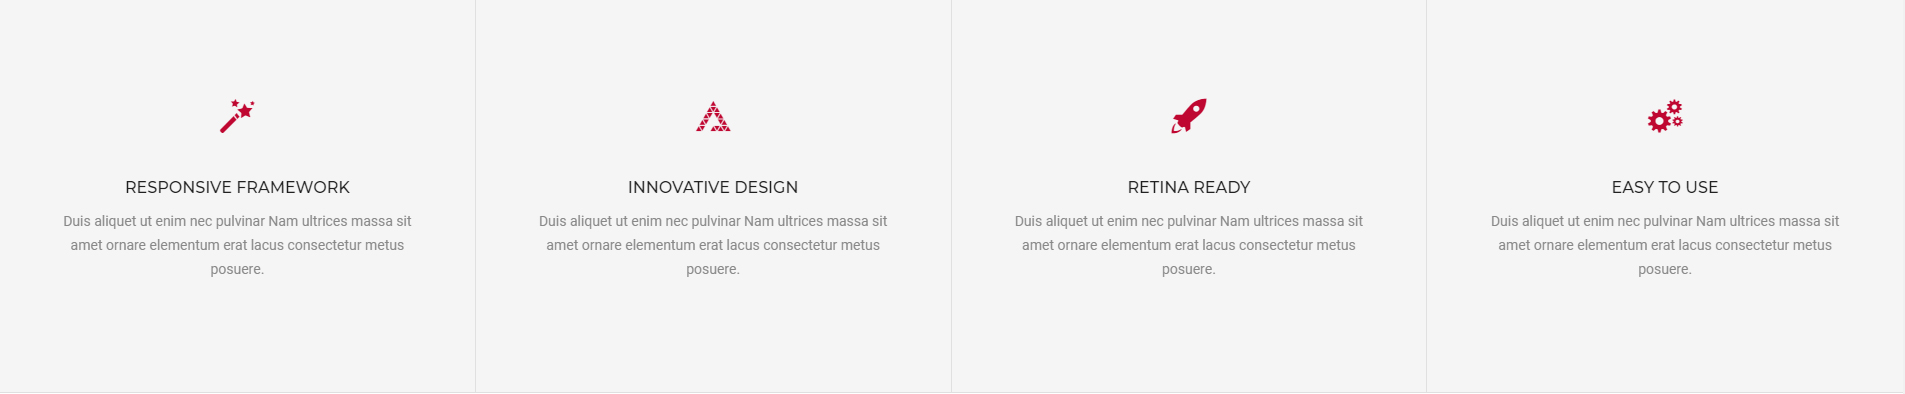 RESPONSIVE FRAMEWORK
Duis aliquet ut enim nec pulvinar Nam ultrices massa sit
amet ornare elementum erat lacus consectetur metus
posuere.
INNOVATIVE DESIGN
Duis aliquet ut enim nec pulvinar Nam ultrices massa sit
amet ornare elementum erat lacus consectetur metus
posuere.
RETINA READY
Duis aliquet ut enim nec pulvinar Nam ultrices massa sit
amet ornare elementum erat lacus consectetur metus
posuere.
EASY TO USE
Duis aliquet ut enim nec pulvinar Nam ultrices massa sit
amet ornare elementum erat lacus consectetur metus
posuere.